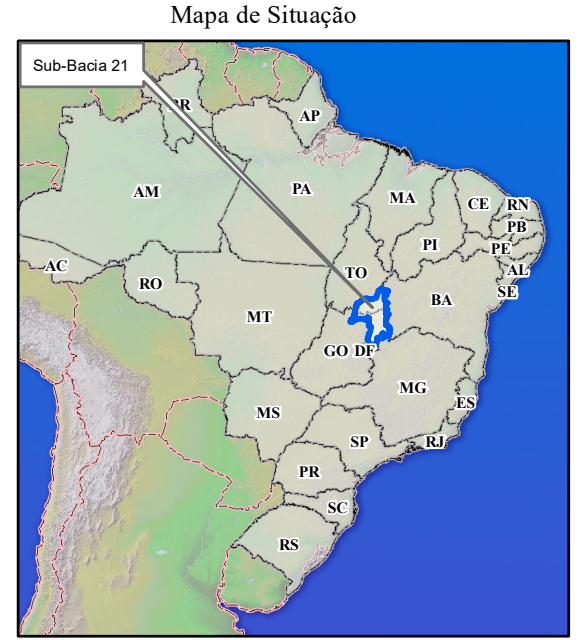 Mapa de Situação
Sub-Bacia 21
RR
AP
AM
PA
MA
CE
RN
PB
PI
PE
AC
TO
AL
RO
SE
BA
MT
GO DF
MG
MS
ES
SP
RJ
PR
SC
RS